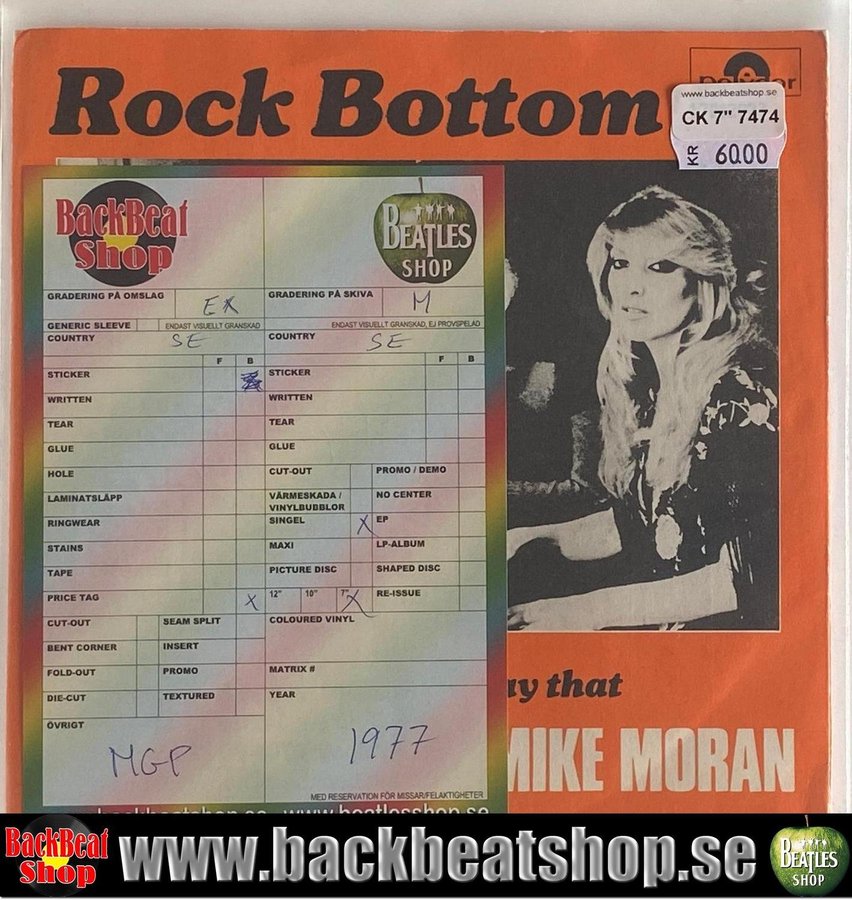 Rock Bottom
www.backbeatshop.se
CK 7" 7474
KR 6000
BackBeat
Shop
BEATLES
SHOP
GRADERING PÅ OMSLAG EX
GRADERING PÅ SKIVA M
GENERIC SLEEVE ENDAST VISUELLT GRANSKAD
ENDAST VISUELLT GRANSKAD, EJ PROVSPELAD
COUNTRY SE
COUNTRY SE
F B
F B
STICKER
STICKER
WRITTEN
WRITTEN
TEAR
TEAR
GLUE
GLUE
HOLE
CUT-OUT PROMO / DEMO
LAMINATSLÄPP
VÄRMESKADA / VINYLBUBBLOR NO CENTER
RINGWEAR
SINGEL X EP
STAINS
MAXI LP-ALBUM
TAPE
PICTURE DISC SHAPED DISC
PRICE TAG X
12" 10" 7" X RE-ISSUE
CUT-OUT SEAM SPLIT
COLOURED VINYL
BENT CORNER INSERT
FOLD-OUT PROMO
MATRIX #
DIE-CUT TEXTURED
YEAR
ÖVRIGT
MGP
1977
MED RESERVATION FÖR MISSAR/FELAKTIGHETER
that
MIKE MORAN
www.beatlesshop.se
BackBeat
Shop
www.backbeatshop.se
BEATLES
SHOP